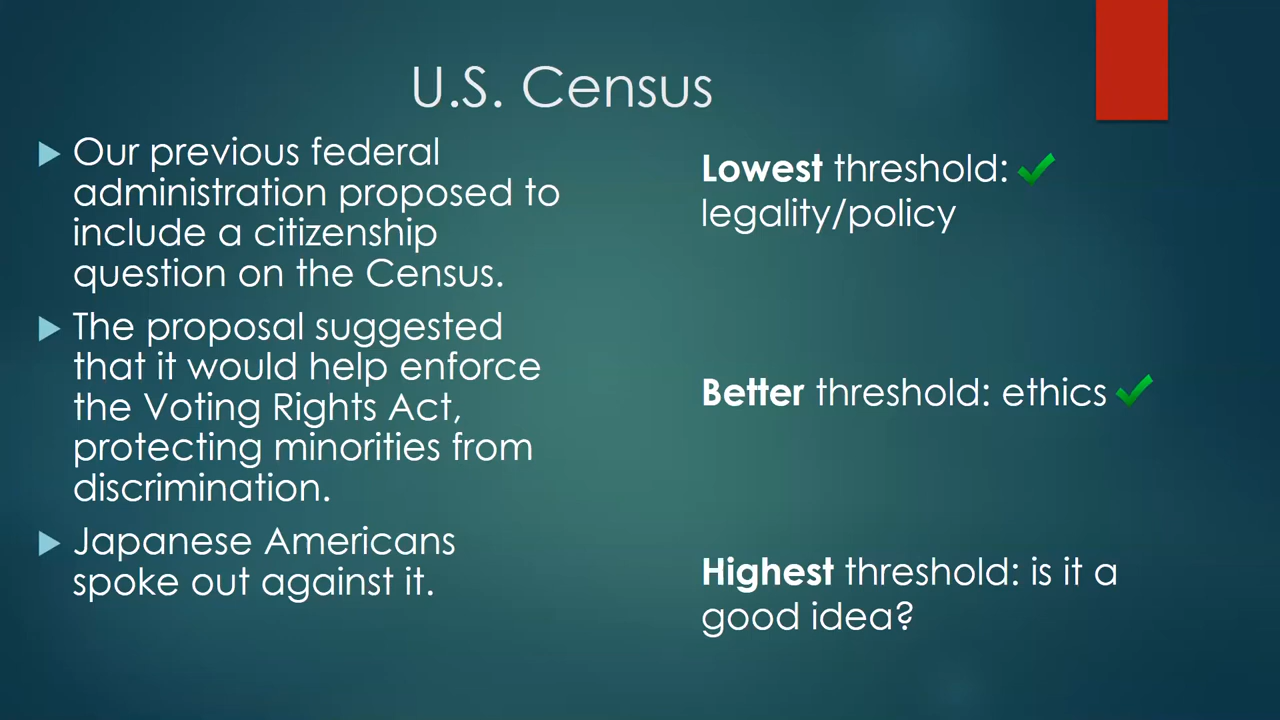 U.S. Census
Our previous federal
administration proposed to
include a citizenship
question on the Census.
The proposal suggested
that it would help enforce
the Voting Rights Act,
protecting minorities from
discrimination.
Japanese Americans
spoke out against it.
Lowest threshold:
legality/policy
Better threshold: ethics
Highest threshold: is it a
good idea?